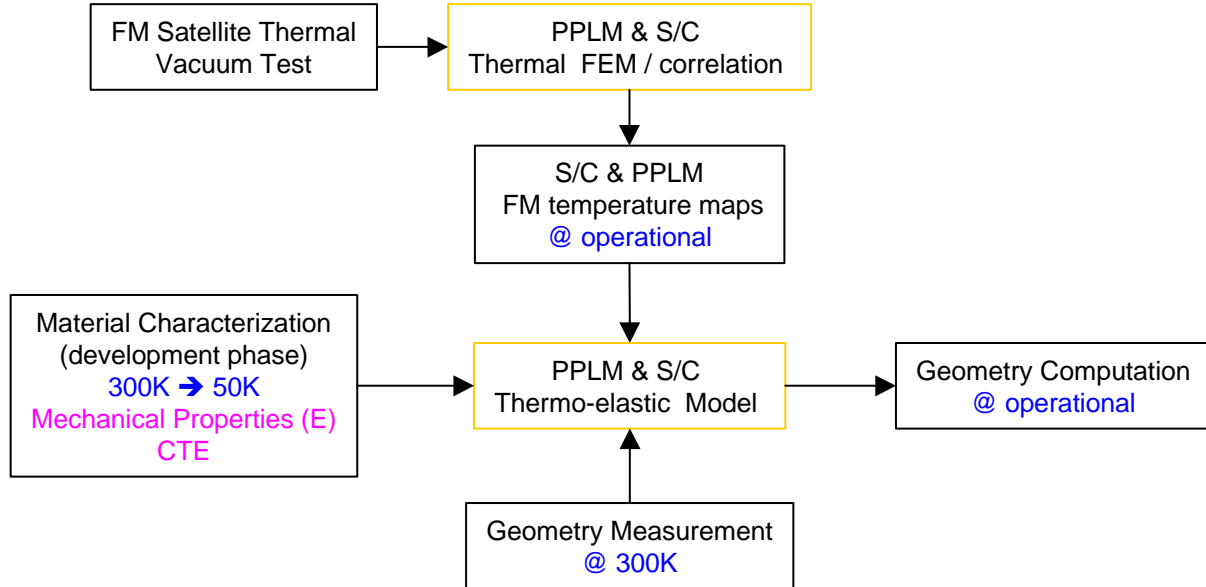 FM Satellite Thermal
Vacuum Test
PPLM & S/C
Thermal FEM / correlation
S/C & PPLM
FM temperature maps
@ operational
Material Characterization
(development phase)
300K ➔ 50K
Mechanical Properties (E)
CTE
PPLM & S/C
Thermo-elastic Model
Geometry Computation
@ operational
Geometry Measurement
@ 300K